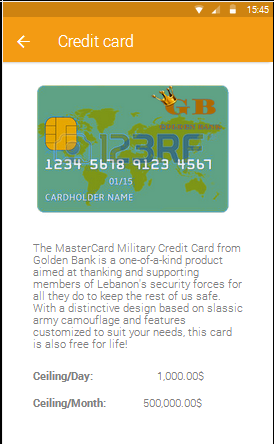 15:45
Credit card
GB
GOLDEN BANK
123RF
1234 5678 9123 4567
01/15
CARDHOLDER NAME
The MasterCard Military Credit Card from
Golden Bank is a one-of-a-kind product
aimed at thanking and supporting
members of Lebanon's security forces for
all they do to keep the rest of us safe.
With a distinctive design based on slassic
army camouflage and features
customized to suit your needs, this card
is also free for life!
Ceiling/Day: 1,000.00$
Ceiling/Month: 500,000.00$